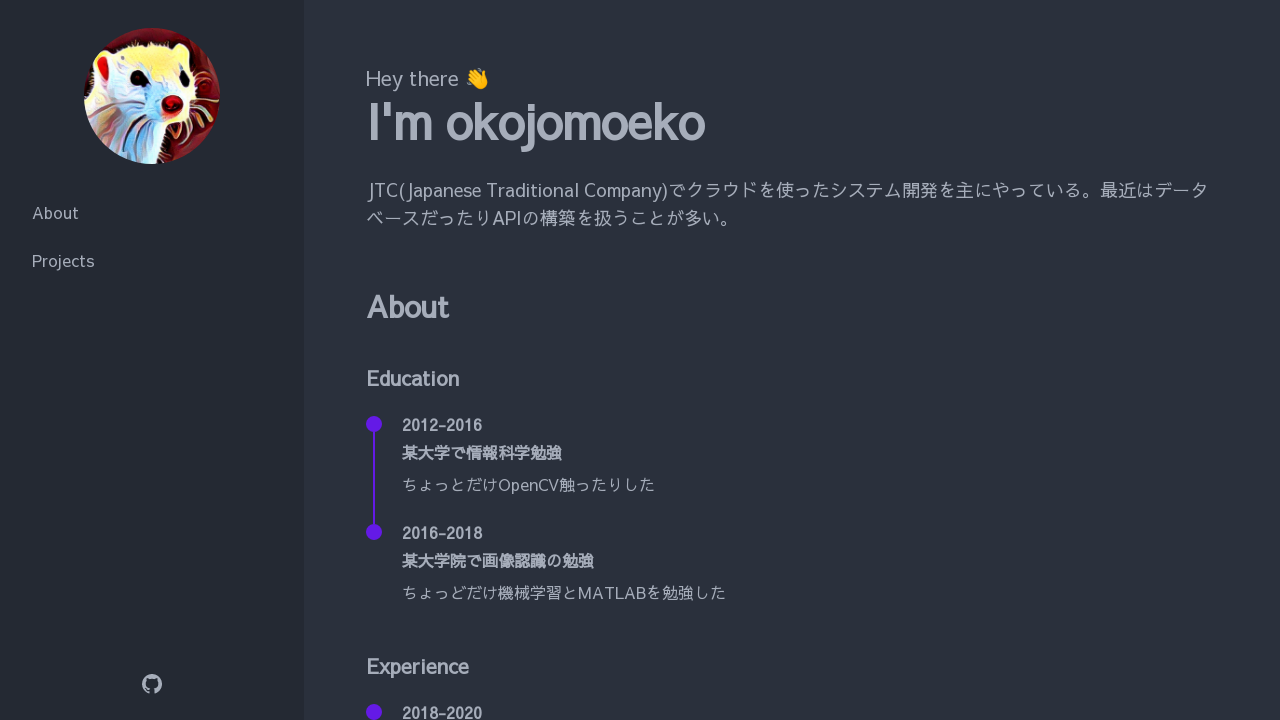 About
Projects
Hey there 👋
I'm okojomoeko
JTC(Japanese Traditional Company)でクラウドを使ったシステム開発を主にやっている。最近はデータ
ベースだったりAPIの構築を扱うことが多い。
About
Education
2012-2016
某大学で情報科学勉強
ちょっとだけOpenCV触ったりした
2016-2018
某大学院で画像認識の勉強
ちょっどだけ機械学習とMATLABを勉強した
Experience
2018-2020